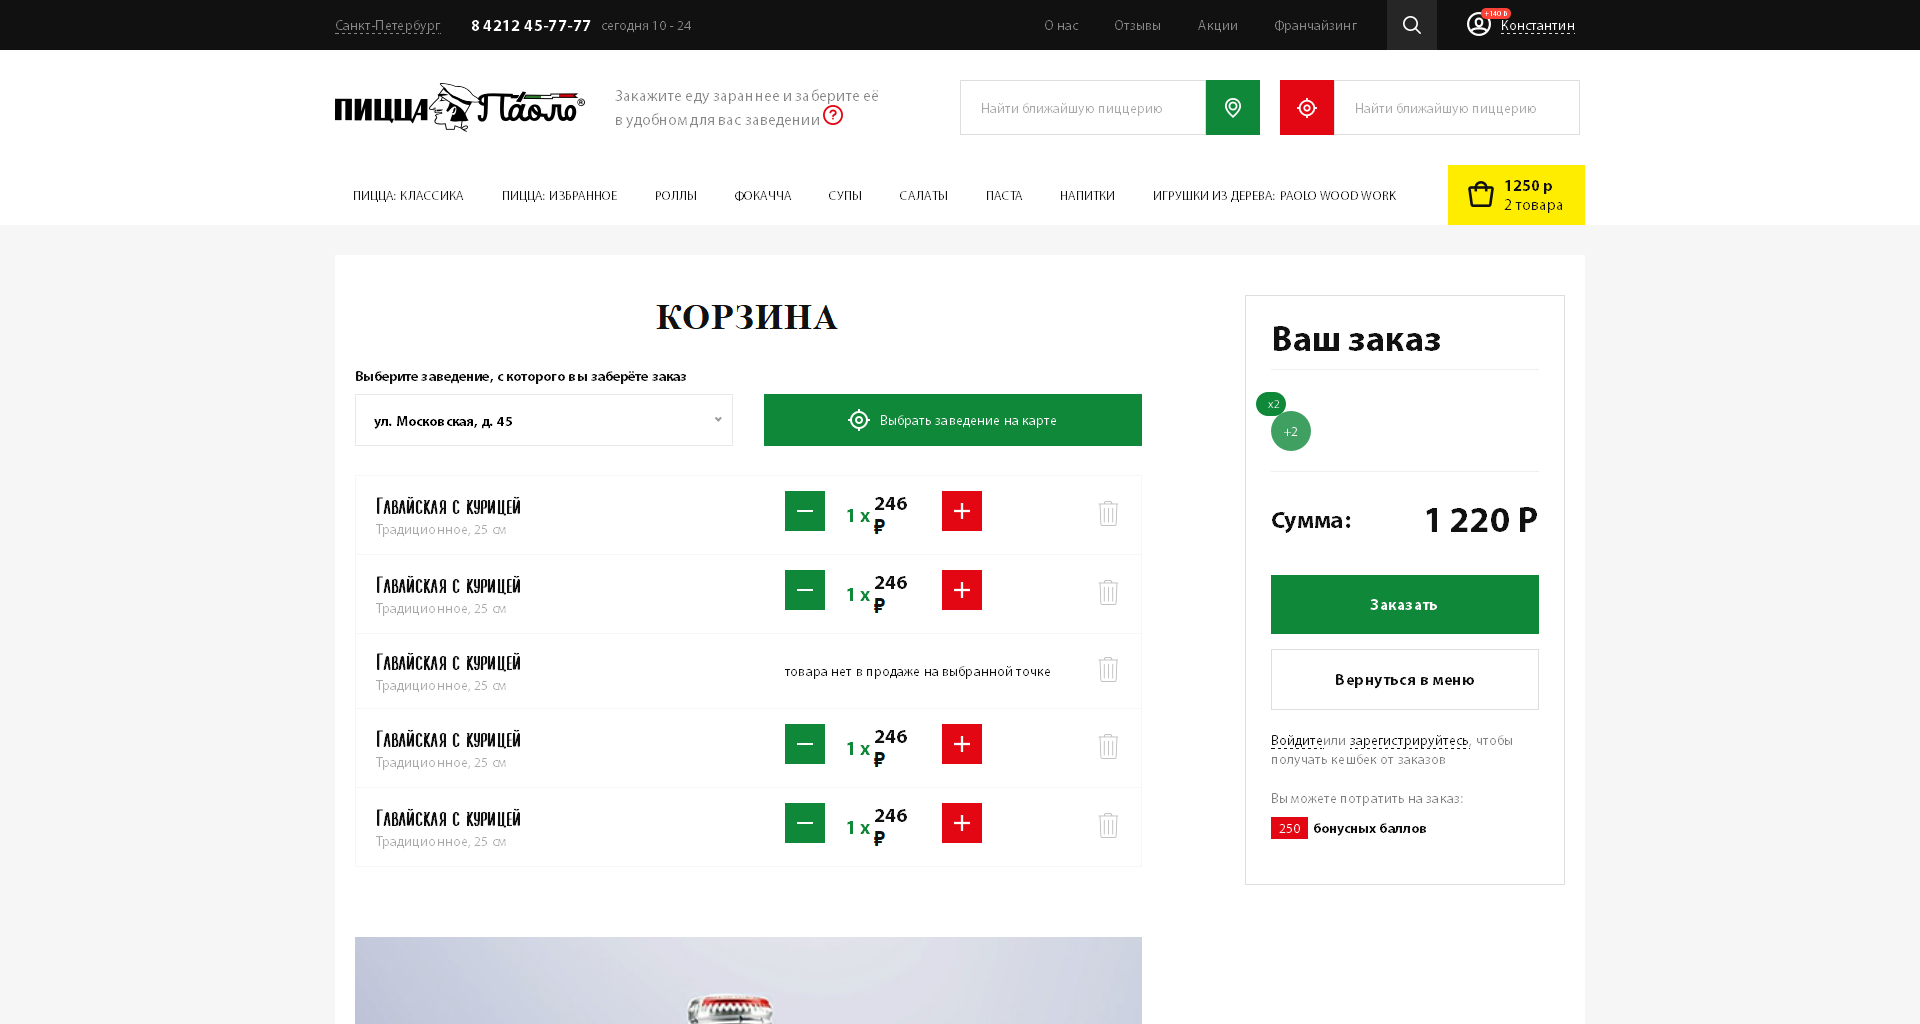 Санкт-Петербург 8 4212 45-77-77 сегодня 10 - 24 О нас Отзывы Акции Франчайзинг +140 Константин
ПИЦЦА Па́оло®
Закажите еду зараннее и заберите её
в удобном для вас заведении ?
Найти ближайшую пиццерию
Найти ближайшую пиццерию
ПИЦЦА: КЛАССИКА ПИЦЦА: ИЗБРАННОЕ РОЛЛЫ ФОКАЧЧА СУПЫ САЛАТЫ ПАСТА НАПИТКИ ИГРУШКИ ИЗ ДЕРЕВА: PAOLO WOOD WORK
1250 р
2 товара
КОРЗИНА
Выберите заведение, с которого вы заберёте заказ
ул. Московская, д. 45
Выбрать заведение на карте
Гавайская с курицей
Традиционное, 25 см
1 x 246
₽
Гавайская с курицей
Традиционное, 25 см
1 x 246
₽
Гавайская с курицей
Традиционное, 25 см
товара нет в продаже на выбранной точке
Гавайская с курицей
Традиционное, 25 см
1 x 246
₽
Гавайская с курицей
Традиционное, 25 см
1 x 246
₽
Ваш заказ
x2
+2
Сумма: 1 220 Р
Заказать
Вернуться в меню
Войдите или зарегистрируйтесь, чтобы
получать кешбек от заказов
Вы можете потратить на заказ:
250 бонусных баллов